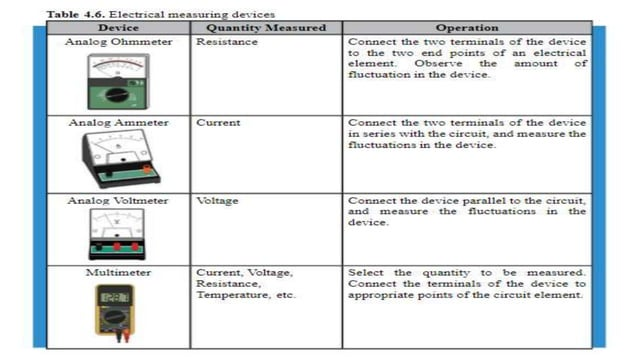 Table 4.6. Electrical measuring devices
Device Quantity Measured Operation
Analog Ohmmeter Resistance Connect the two terminals of the device
to the two end points of an electrical
element. Observe the amount of
fluctuation in the device.
Analog Ammeter Current Connect the two terminals of the device
in series with the circuit, and measure the
fluctuations in the device.
A
Analog Voltmeter Voltage Connect the device parallel to the circuit,
and measure the fluctuations in the
device.
V
Multimeter Current, Voltage, Select the quantity to be measured.
Resistance, Connect the terminals of the device to
Temperature, etc. appropriate points of the circuit element.